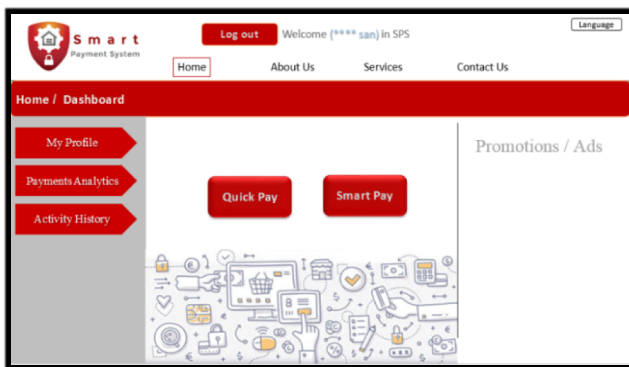 Smart
Payment System
Log out
Welcome (**** san) in SPS
Language
Home
About Us
Services
Contact Us
Home / Dashboard
My Profile
Payments Analytics
Activity History
Quick Pay
Smart Pay
Promotions / Ads